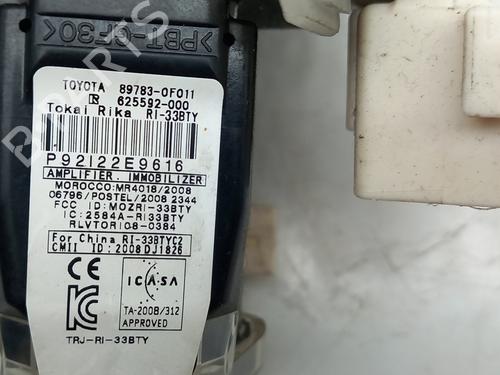 >PBT-GF30<
TOYOTA 89783-0F011
625592-000
Tokai Rika RI-33BTY
P92I22E9616
AMPLIFIER, IMMOBILIZER
MOROCCO:MR4018/2008
06796/POSTEL/2008 2344
FCC ID:MOZRI-33BTY
IC:2584A-RI33BTY
RLVTORI08-0384
For China RI-33BTYC2
CMII ID:2008DJ1826
CE
ICASA
TA-2008/312
APPROVED
TRJ-RI-33BTY